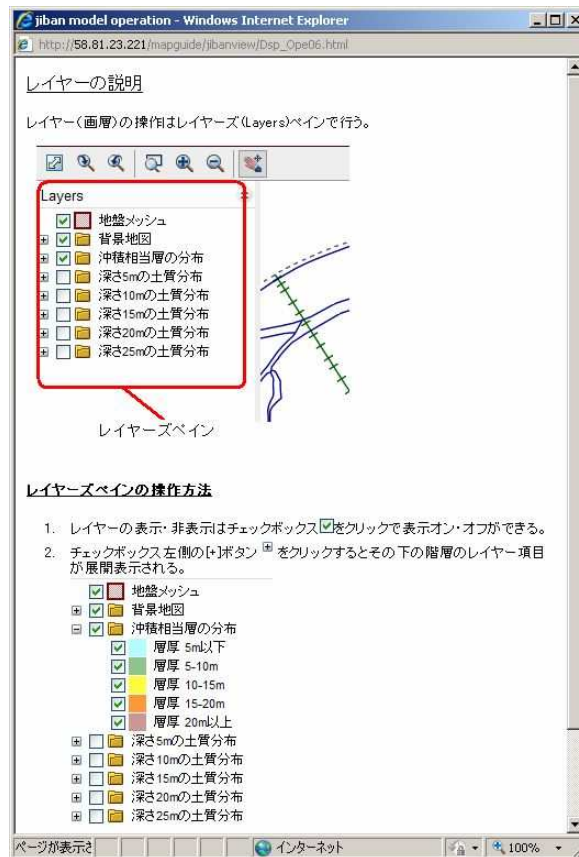 jiban model operation - Windows Internet Explorer
http://58.81.23.221/mapguide/jibanview/Dsp_Ope06.html
レイヤーの説明
レイヤー(画層)の操作はレイヤーズ(Layers)ペインで行う。
Layers
地盤メッシュ
背景地図
沖積相当層の分布
深さ5mの土質分布
深さ10mの土質分布
深さ15mの土質分布
深さ20mの土質分布
深さ25mの土質分布
レイヤーズペイン
レイヤーズペインの操作方法
1. レイヤーの表示・非表示はチェックボックスをクリックで表示オン・オフができる。
2. チェックボックス左側の[+]ボタン をクリックするとその下の階層のレイヤー項目
が展開表示される。
地盤メッシュ
背景地図
沖積相当層の分布
層厚 5m以下
層厚 5-10m
層厚 10-15m
層厚 15-20m
層厚 20m以上
深さ5mの土質分布
深さ10mの土質分布
深さ15mの土質分布
深さ20mの土質分布
深さ25mの土質分布
ページが表示さ
インターネット
100%